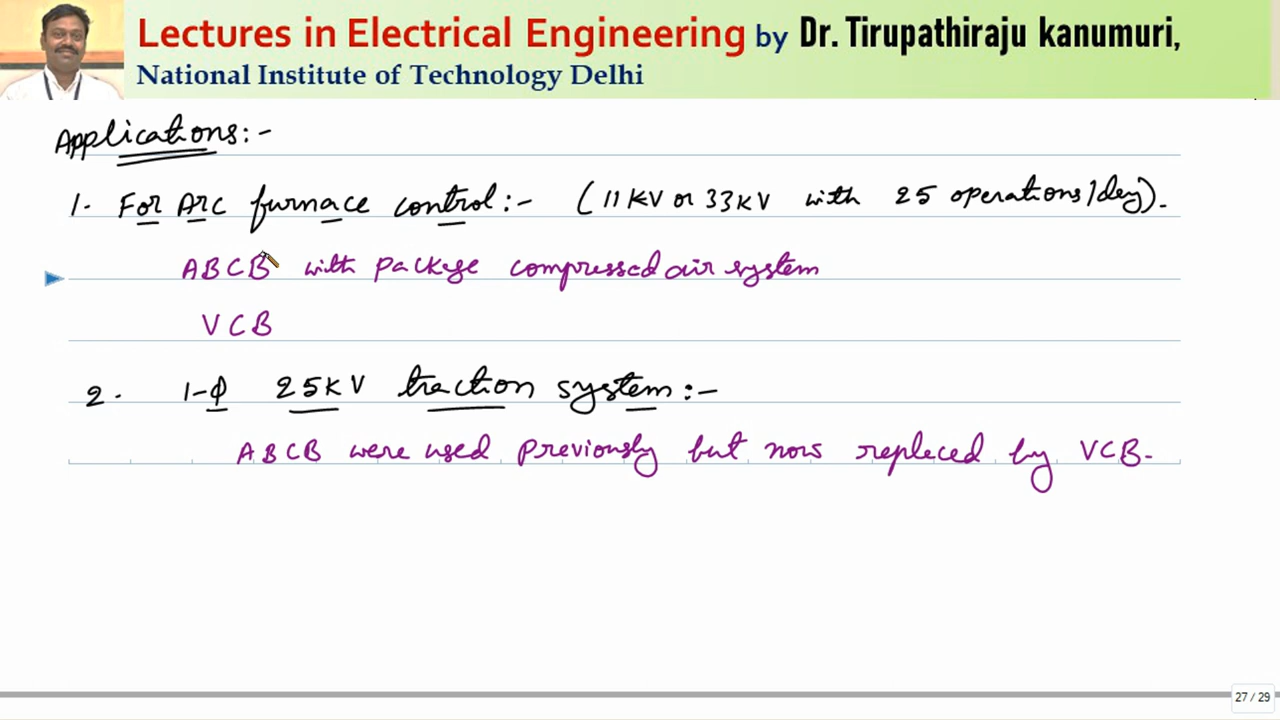 Lectures in Electrical Engineering by Dr. Tirupathiraju kanumuri,
National Institute of Technology Delhi
Applications:-
1. For Arc furnace control:- (11KV or 33KV with 25 operations/day).
ABCB with package compressed air system
VCB
2. 1-Φ 25KV traction system:-
ABCB were used previously but now replaced by VCB.
27 / 29